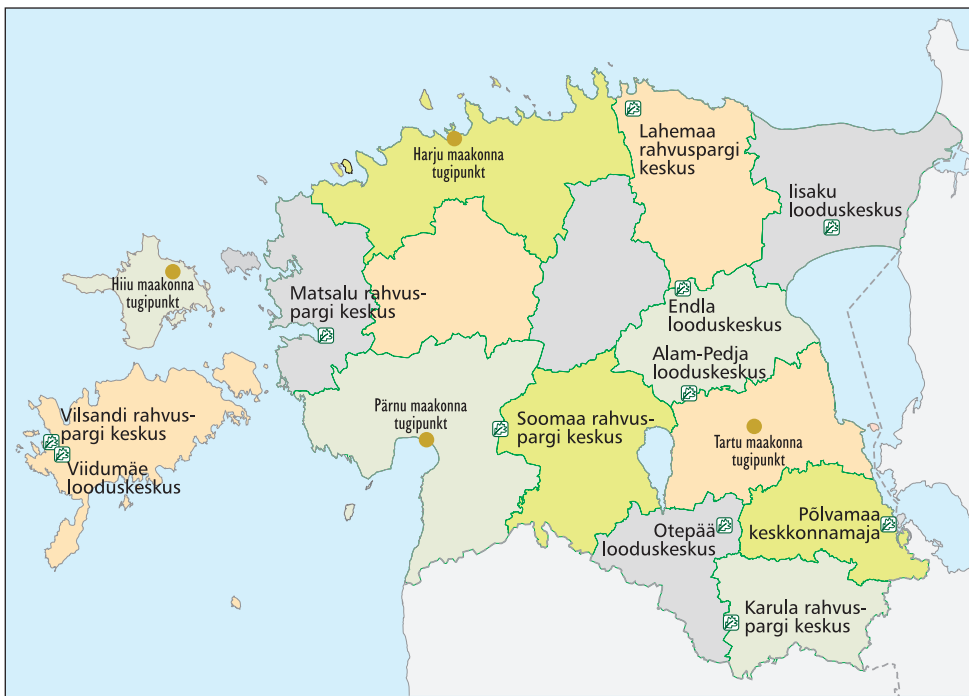 Lahemaa
rahvuspargi
keskus
Harju maakonna
tugipunkt
Iisaku
looduskeskus
Hiiu maakonna
tugipunkt
Matsalu rahvus-
pargi keskus
Endla
looduskeskus
Alam-Pedja
looduskeskus
Vilsandi rahvus-
pargi keskus
Viidumäe
looduskeskus
Pärnu maakonna
tugipunkt
Soomaa rahvus-
pargi keskus
Tartu maakonna
tugipunkt
Otepää
looduskeskus
Põlvamaa
keskkonnamaja
Karula rahvus-
pargi keskus